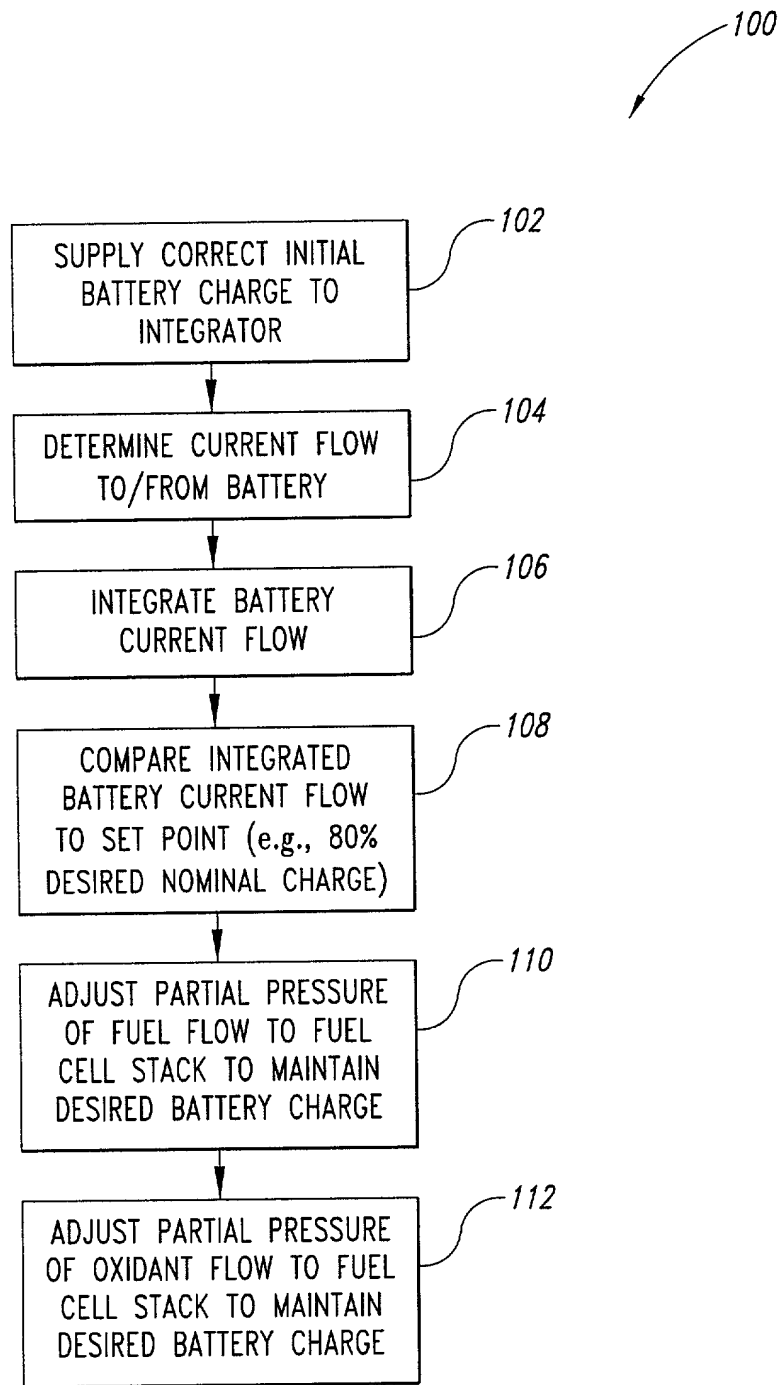 100
102
SUPPLY CORRECT INITIAL
BATTERY CHARGE TO
INTEGRATOR
104
DETERMINE CURRENT FLOW
TO/FROM BATTERY
106
INTEGRATE BATTERY
CURRENT FLOW
108
COMPARE INTEGRATED
BATTERY CURRENT FLOW
TO SET POINT (e.g., 80%
DESIRED NOMINAL CHARGE)
110
ADJUST PARTIAL PRESSURE
OF FUEL FLOW TO FUEL
CELL STACK TO MAINTAIN
DESIRED BATTERY CHARGE
112
ADJUST PARTIAL PRESSURE
OF OXIDANT FLOW TO FUEL
CELL STACK TO MAINTAIN
DESIRED BATTERY CHARGE